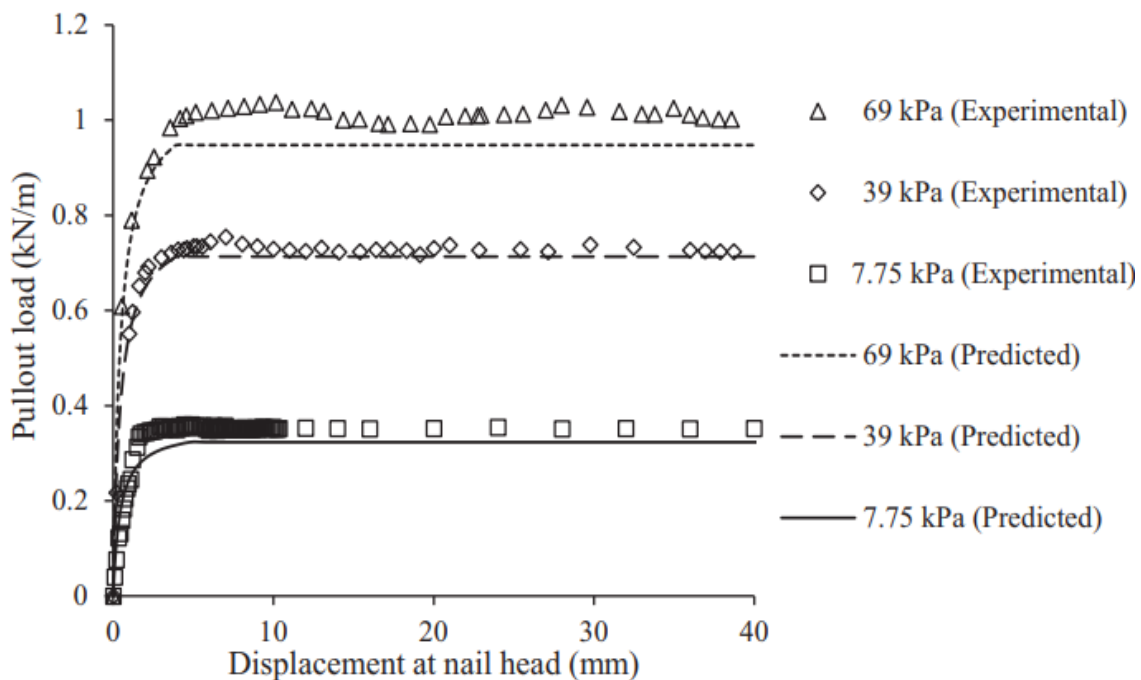 1.2
1
0.8
0.6
0.4
0.2
0
Pullout load (kN/m)
0
10
20
30
40
Displacement at nail head (mm)
69 kPa (Experimental)
39 kPa (Experimental)
7.75 kPa (Experimental)
69 kPa (Predicted)
39 kPa (Predicted)
7.75 kPa (Predicted)